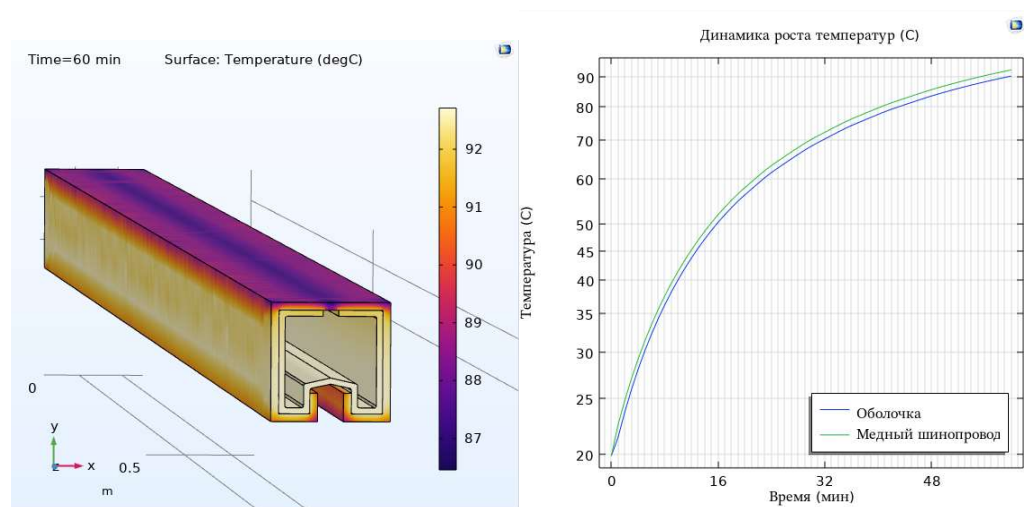 Time=60 min Surface: Temperature (degC)
92
91
90
89
88
87
0
0.5
m
y
x
z
Динамика роста температур (C)
Температура (C)
90
80
70
60
50
45
40
35
30
25
20
0 16 32 48
Время (мин)
Оболочка
Медный шинопровод